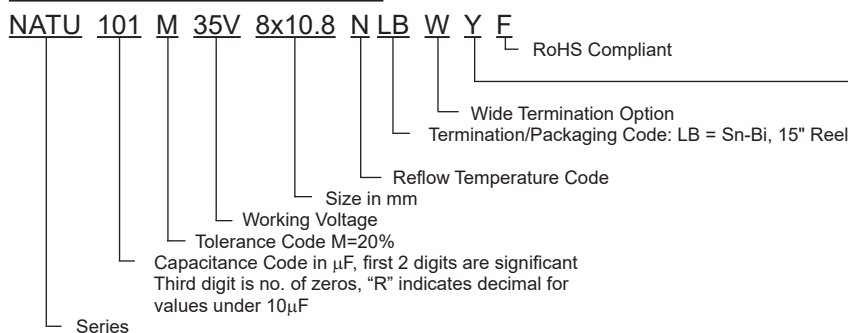 NATU 101 M 35V 8x10.8 N LB W Y F
RoHS Compliant
Wide Termination Option
Termination/Packaging Code: LB = Sn-Bi, 15" Reel
Reflow Temperature Code
Size in mm
Working Voltage
Tolerance Code M=20%
Capacitance Code in μF, first 2 digits are significant
Third digit is no. of zeros, “R” indicates decimal for
values under 10μF
Series